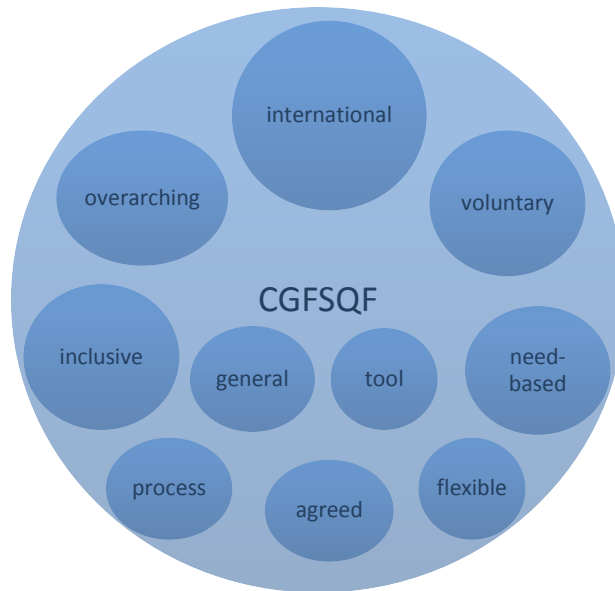 international
overarching
voluntary
CGFSQF
inclusive
general
tool
need-
based
process
agreed
flexible